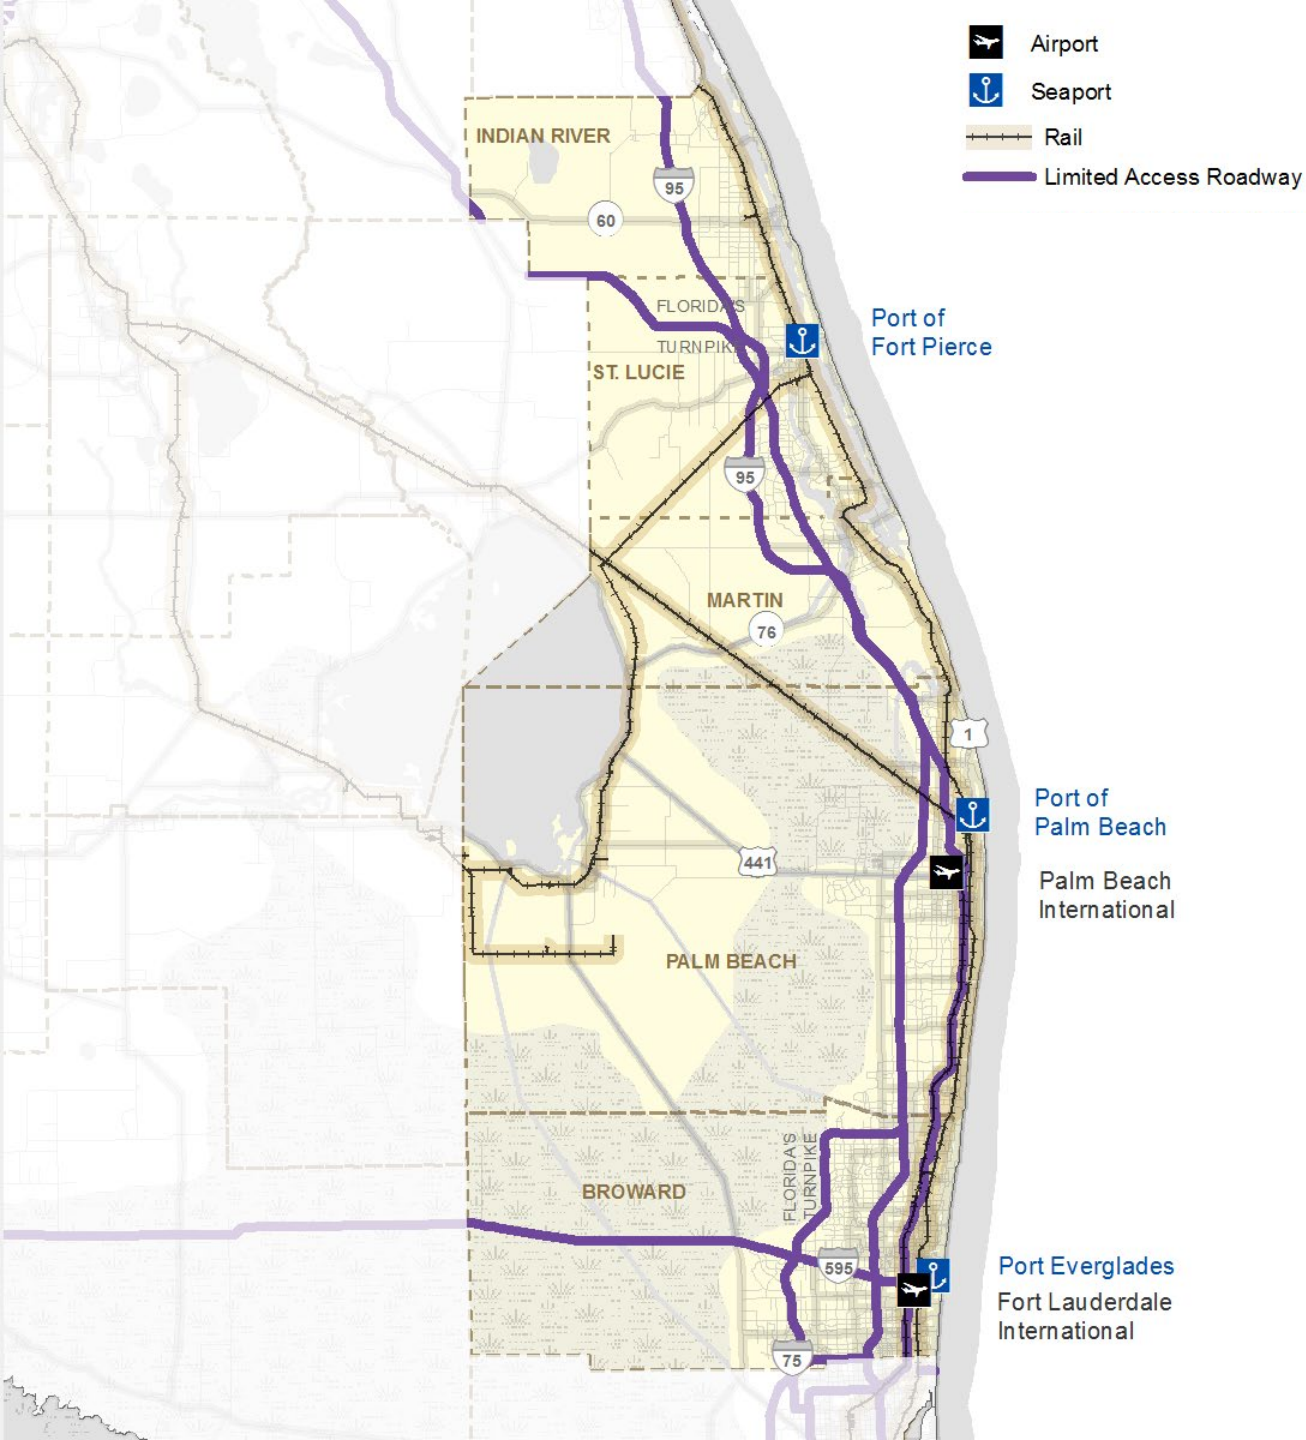 Airport
Seaport
Rail
Limited Access Roadway
INDIAN RIVER
95
60
FLORIDA'S
TURNPIKE
Port of
Fort Pierce
ST. LUCIE
95
MARTIN
76
1
Port of
Palm Beach
441
Palm Beach
International
PALM BEACH
FLORIDA'S
TURNPIKE
BROWARD
595
Port Everglades
Fort Lauderdale
International
75